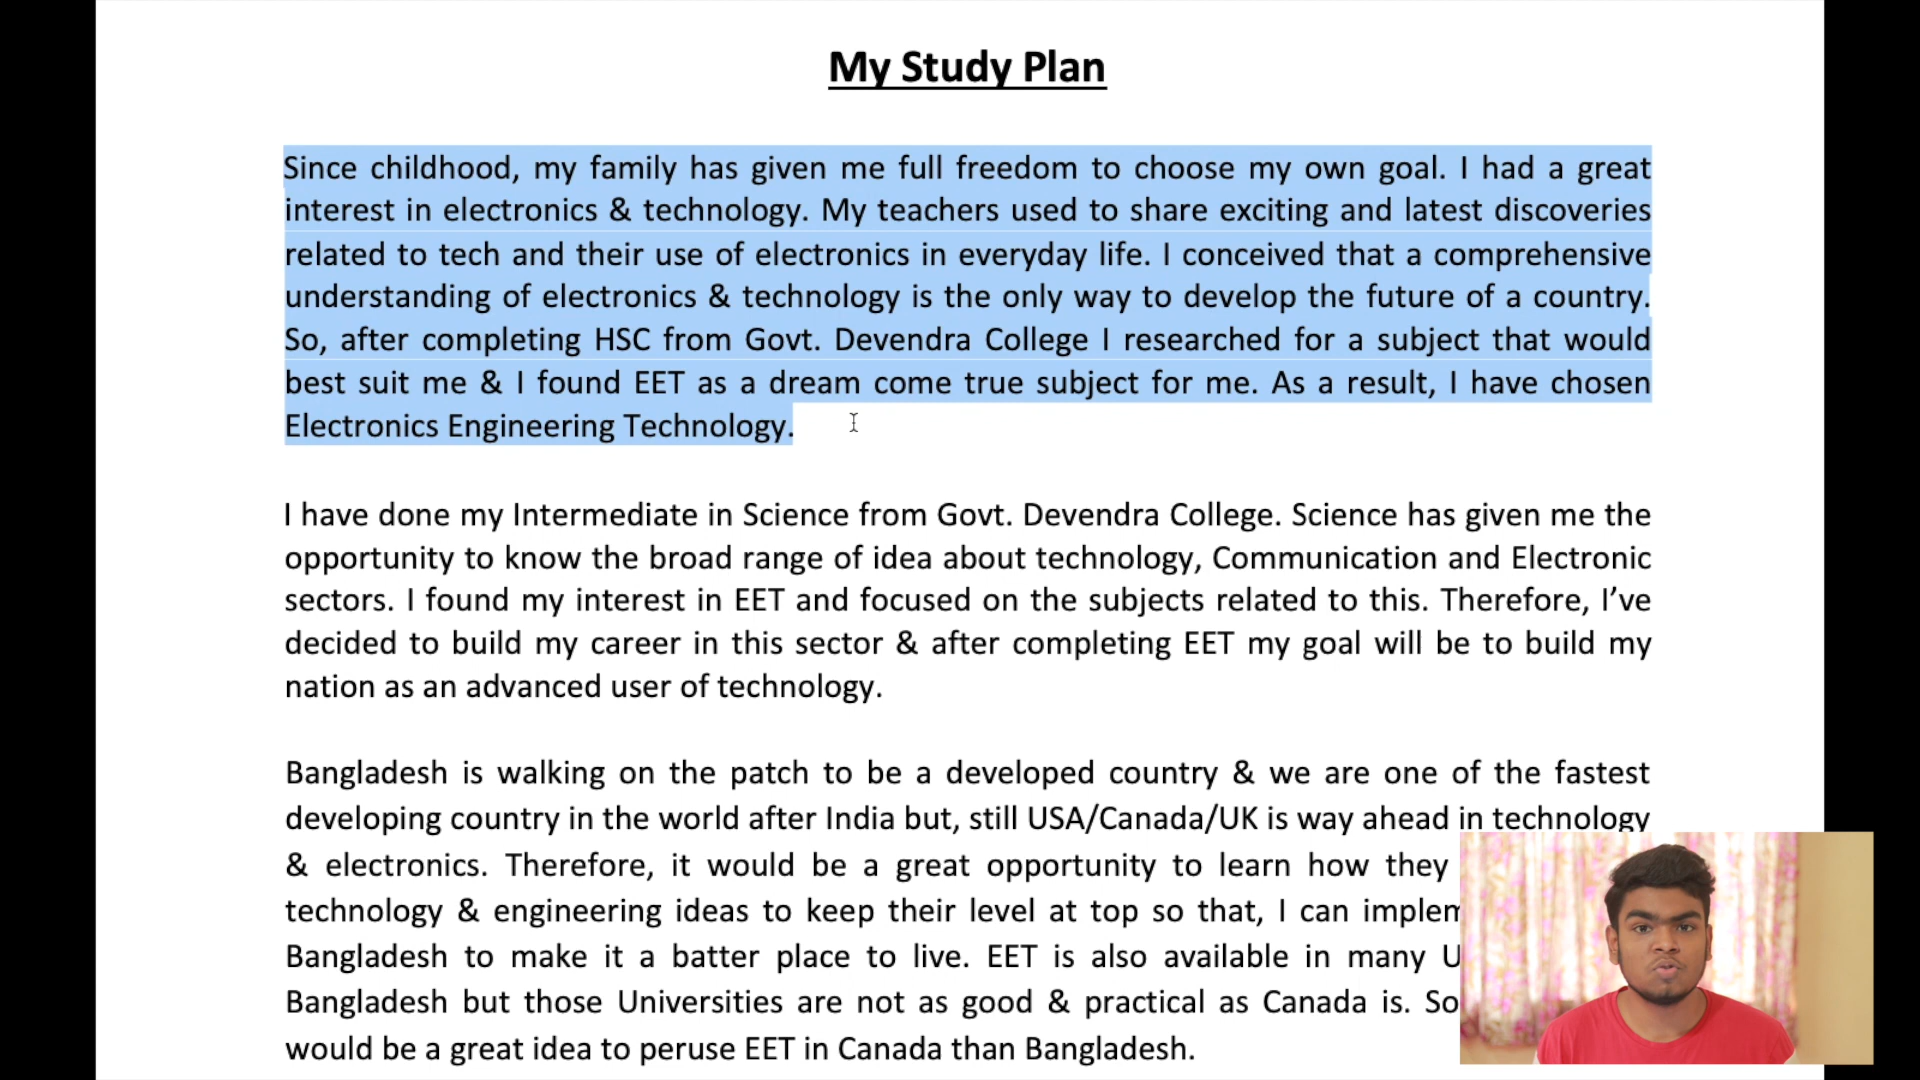 My Study Plan
Since childhood, my family has given me full freedom to choose my own goal. I had a great
interest in electronics & technology. My teachers used to share exciting and latest discoveries
related to tech and their use of electronics in everyday life. I conceived that a comprehensive
understanding of electronics & technology is the only way to develop the future of a country.
So, after completing HSC from Govt. Devendra College I researched for a subject that would
best suit me & I found EET as a dream come true subject for me. As a result, I have chosen
Electronics Engineering Technology.
I have done my Intermediate in Science from Govt. Devendra College. Science has given me the
opportunity to know the broad range of idea about technology, Communication and Electronic
sectors. I found my interest in EET and focused on the subjects related to this. Therefore, I’ve
decided to build my career in this sector & after completing EET my goal will be to build my
nation as an advanced user of technology.
Bangladesh is walking on the patch to be a developed country & we are one of the fastest
developing country in the world after India but, still USA/Canada/UK is way ahead in technology
& electronics. Therefore, it would be a great opportunity to learn how they
technology & engineering ideas to keep their level at top so that, I can
Bangladesh to make it a batter place to live. EET is also available in many
Bangladesh but those Universities are not as good & practical as Canada is. So
would be a great idea to peruse EET in Canada than Bangladesh.